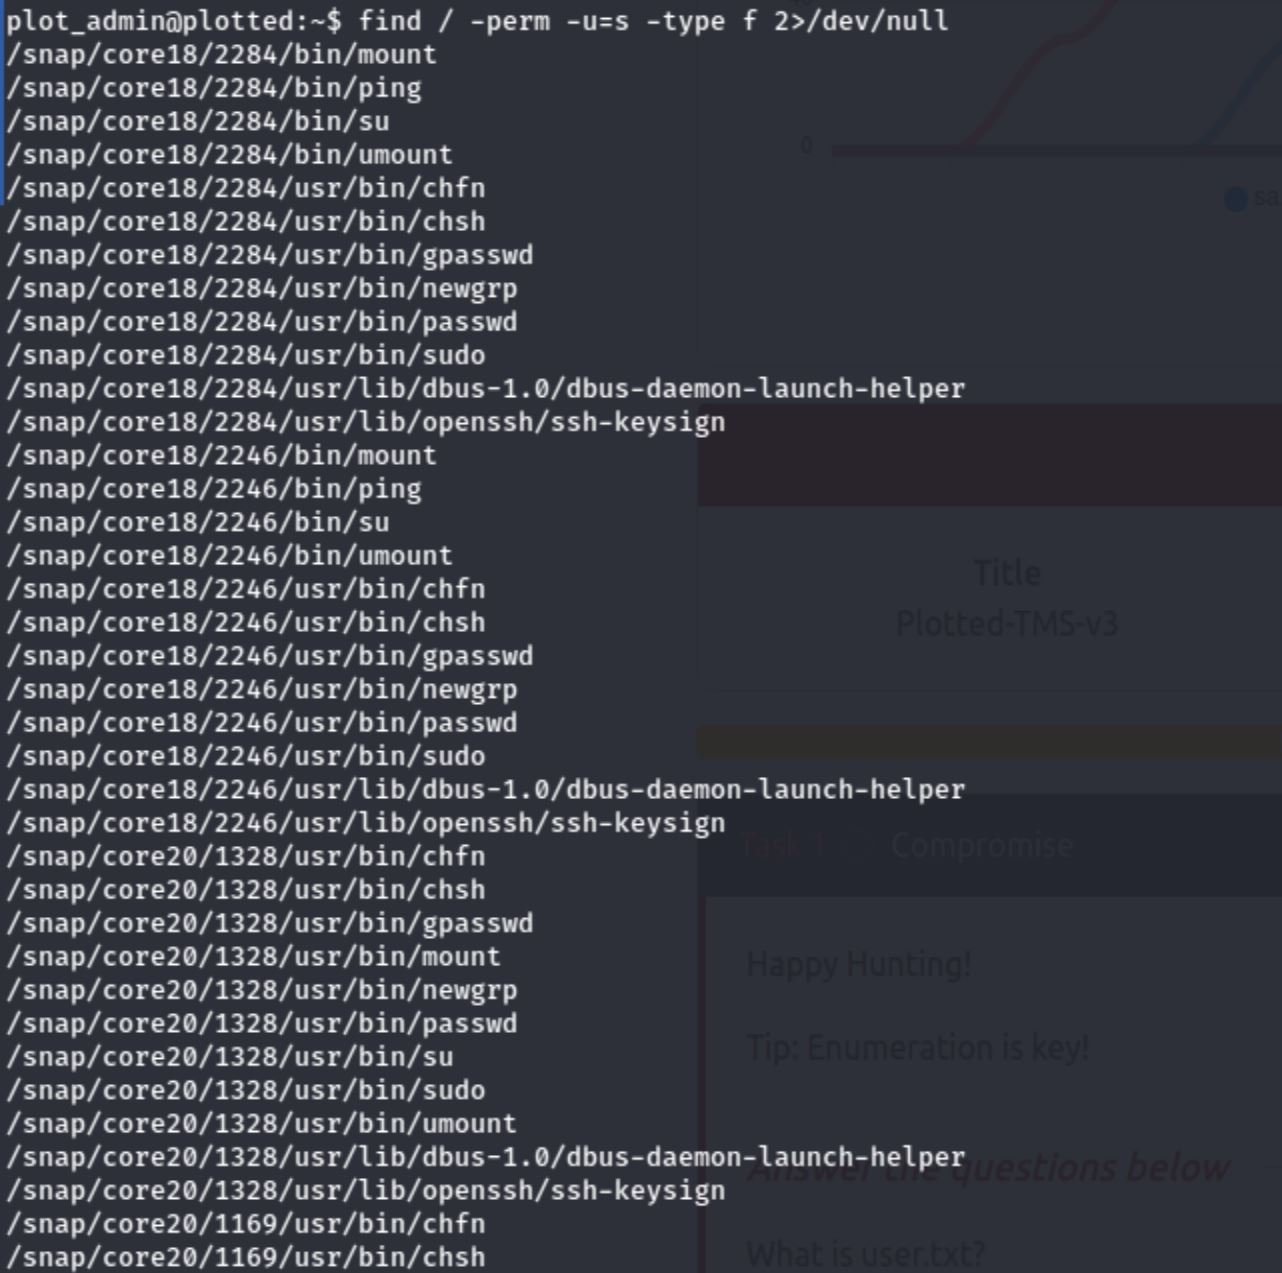 plot_admin@plotted:~$ find / -perm -u=s -type f 2>/dev/null
/snap/core18/2284/bin/mount
/snap/core18/2284/bin/ping
/snap/core18/2284/bin/su
/snap/core18/2284/bin/umount
/snap/core18/2284/usr/bin/chfn
/snap/core18/2284/usr/bin/chsh
/snap/core18/2284/usr/bin/gpasswd
/snap/core18/2284/usr/bin/newgrp
/snap/core18/2284/usr/bin/passwd
/snap/core18/2284/usr/bin/sudo
/snap/core18/2284/usr/lib/dbus-1.0/dbus-daemon-launch-helper
/snap/core18/2284/usr/lib/openssh/ssh-keysign
/snap/core18/2246/bin/mount
/snap/core18/2246/bin/ping
/snap/core18/2246/bin/su
/snap/core18/2246/bin/umount
/snap/core18/2246/usr/bin/chfn
/snap/core18/2246/usr/bin/chsh
/snap/core18/2246/usr/bin/gpasswd
/snap/core18/2246/usr/bin/newgrp
/snap/core18/2246/usr/bin/passwd
/snap/core18/2246/usr/bin/sudo
/snap/core18/2246/usr/lib/dbus-1.0/dbus-daemon-launch-helper
/snap/core18/2246/usr/lib/openssh/ssh-keysign
/snap/core20/1328/usr/bin/chfn
/snap/core20/1328/usr/bin/chsh
/snap/core20/1328/usr/bin/gpasswd
/snap/core20/1328/usr/bin/mount
/snap/core20/1328/usr/bin/newgrp
/snap/core20/1328/usr/bin/passwd
/snap/core20/1328/usr/bin/su
/snap/core20/1328/usr/bin/sudo
/snap/core20/1328/usr/bin/umount
/snap/core20/1328/usr/lib/dbus-1.0/dbus-daemon-launch-helper
/snap/core20/1328/usr/lib/openssh/ssh-keysign
/snap/core20/1169/usr/bin/chfn
/snap/core20/1169/usr/bin/chsh
0
Title
Plotted-TMS-v3
Task 1 Compromise
Happy Hunting!
Tip: Enumeration is key!
Answer the questions below
What is user.txt?